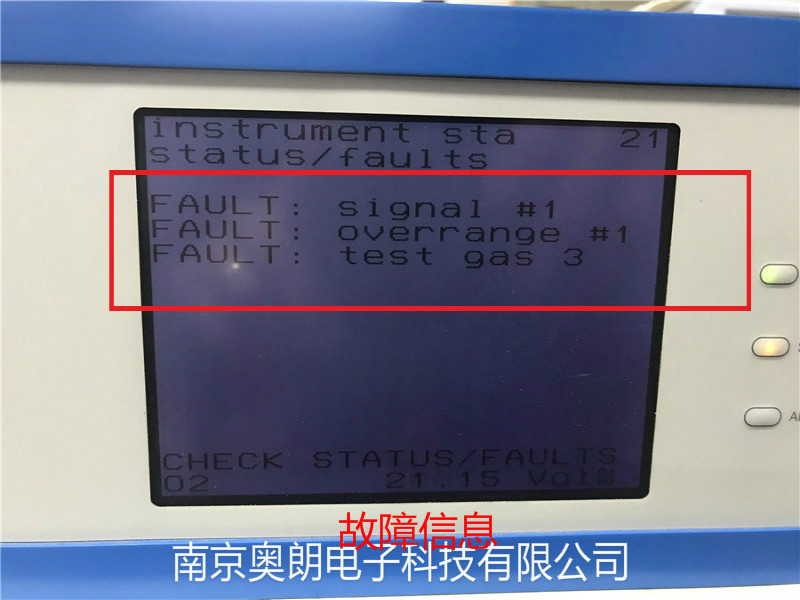 instrument sta 21
status/faults
FAULT: signal #1
FAULT: overrange #1
FAULT: test gas 3
CHECK STATUS/FAULTS
O2 21.15 Vol%
故障信息
南京奥朗电子科技有限公司